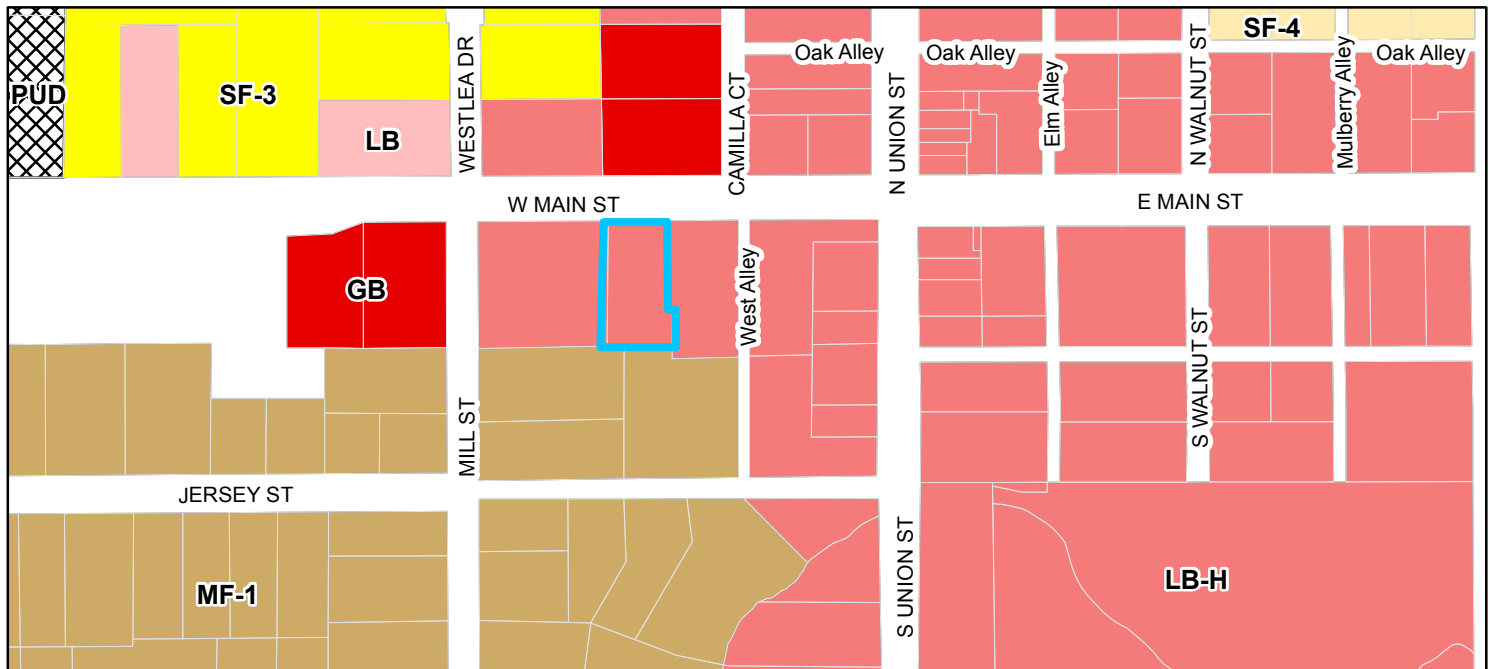 SF-4
Oak Alley
Oak Alley
Oak Alley
PUD
SF-3
LB
WESTLEA DR
CAMILLA CT
N UNION ST
Elm Alley
N WALNUT ST
Mulberry Alley
W MAIN ST
E MAIN ST
GB
West Alley
MILL ST
S WALNUT ST
JERSEY ST
S UNION ST
MF-1
LB-H